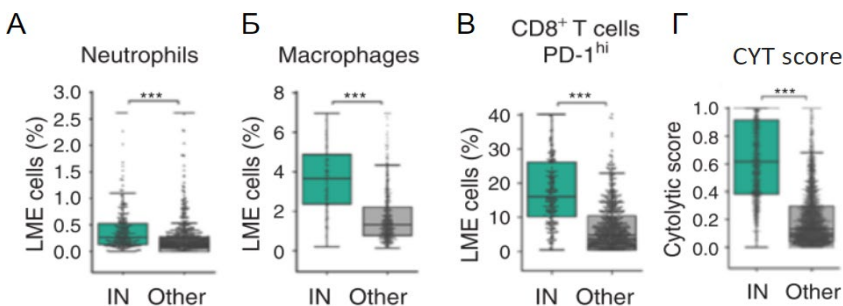 А
Neutrophils
LME cells (%)
3.0
2.5
2.0
1.5
1.0
0.5
0.0
***
IN Other
Б
Macrophages
LME cells (%)
8
6
4
2
0
***
IN Other
В
CD8⁺ T cells
PD-1ʰⁱ
LME cells (%)
40
30
20
10
0
***
IN Other
Г
CYT score
Cytolytic score
1.0
0.8
0.6
0.4
0.2
0.0
***
IN Other